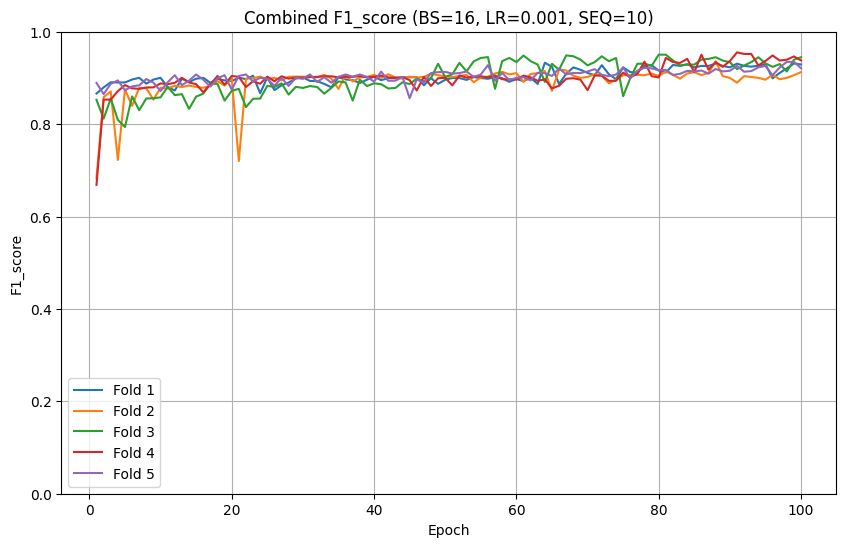 Combined F1_score (BS=16, LR=0.001, SEQ=10)
1.0
0.8
0.6
0.4
0.2
0.0
F1_score
Fold 1
Fold 2
Fold 3
Fold 4
Fold 5
0 20 40 60 80 100
Epoch